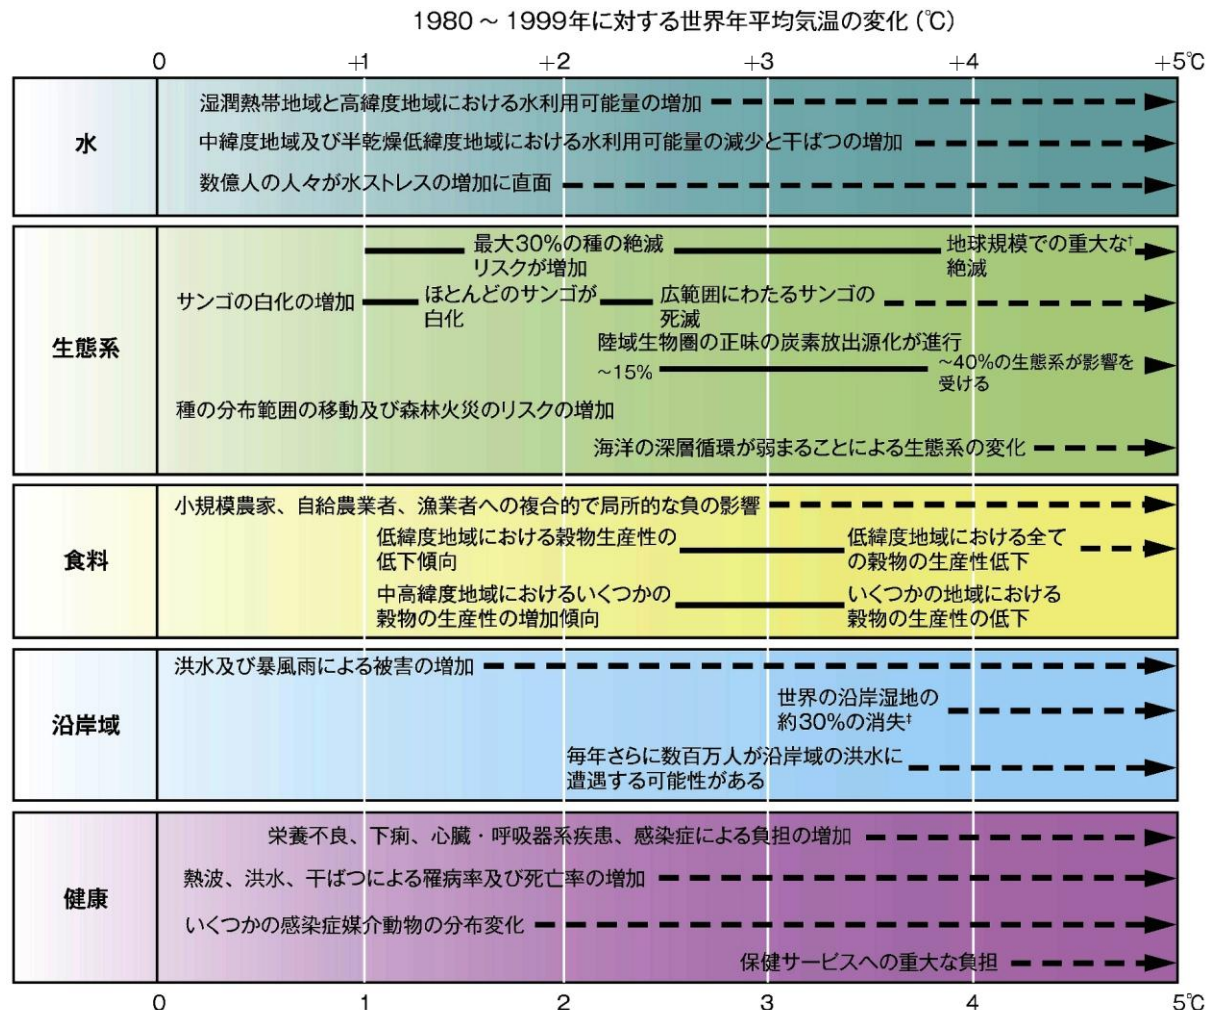 1980 ~ 1999年に対する世界年平均気温の変化 (℃)
0 +1 +2 +3 +4 +5℃
水
湿潤熱帯地域と高緯度地域における水利用可能量の増加
中緯度地域及び半乾燥低緯度地域における水利用可能量の減少と干ばつの増加
数億人の人々が水ストレスの増加に直面
生態系
最大30%の種の絶滅
リスクが増加
地球規模での重大な†
絶滅
サンゴの白化の増加
ほとんどのサンゴが
白化
広範囲にわたるサンゴの
死滅
陸域生物圏の正味の炭素放出源化が進行
~15%
~40%の生態系が影響を
受ける
種の分布範囲の移動及び森林火災のリスクの増加
海洋の深層循環が弱まることによる生態系の変化
食料
小規模農家、自給農業者、漁業者への複合的で局所的な負の影響
低緯度地域における穀物生産性の
低下傾向
低緯度地域における全て
の穀物の生産性低下
中高緯度地域におけるいくつかの
穀物の生産性の増加傾向
いくつかの地域における
穀物の生産性の低下
沿岸域
洪水及び暴風雨による被害の増加
世界の沿岸湿地の
約30%の消失‡
毎年さらに数百万人が沿岸域の洪水に
遭遇する可能性がある
健康
栄養不良、下痢、心臓・呼吸器系疾患、感染症による負担の増加
熱波、洪水、干ばつによる罹病率及び死亡率の増加
いくつかの感染症媒介動物の分布変化
保健サービスへの重大な負担
0 1 2 3 4 5℃